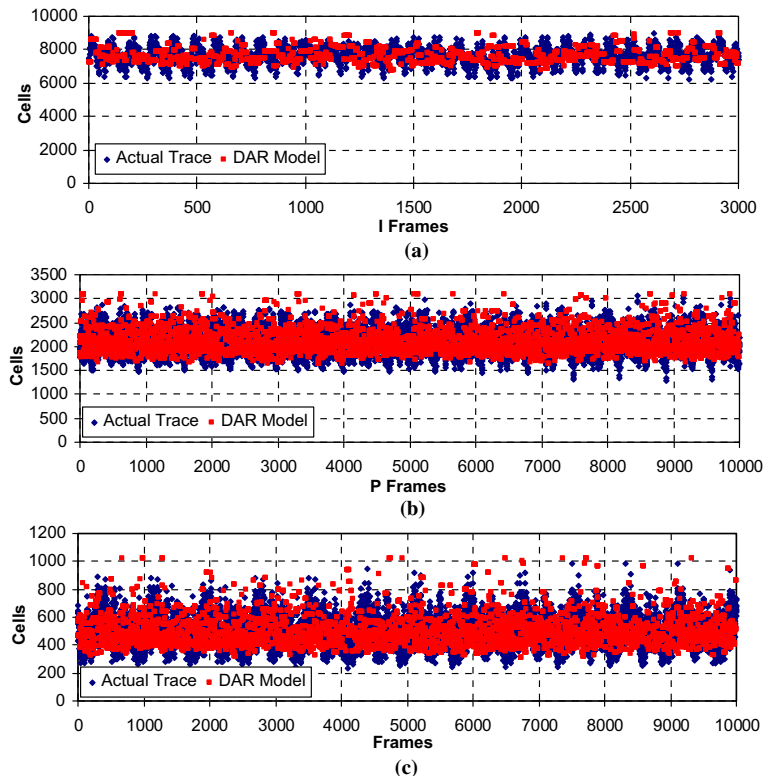 10000
8000
6000
4000
2000
0
Cells
Actual Trace DAR Model
0 500 1000 1500 2000 2500 3000
I Frames
(a)
3500
3000
2500
2000
1500
1000
500
0
Cells
Actual Trace DAR Model
0 1000 2000 3000 4000 5000 6000 7000 8000 9000 10000
P Frames
(b)
1200
1000
800
600
400
200
0
Cells
Actual Trace DAR Model
0 1000 2000 3000 4000 5000 6000 7000 8000 9000 10000
Frames
(c)